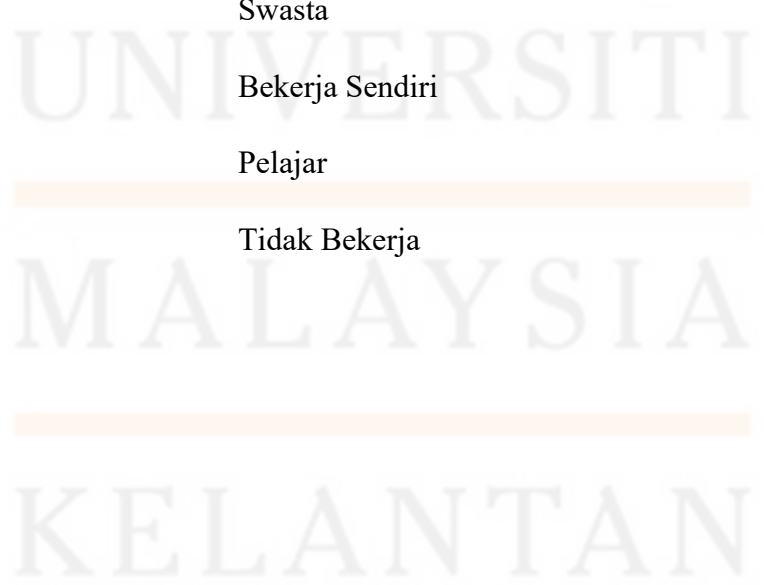 Swasta
UNIVERSITI
Bekerja Sendiri
Pelajar
Tidak Bekerja
MALAYSIA
KELANTAN